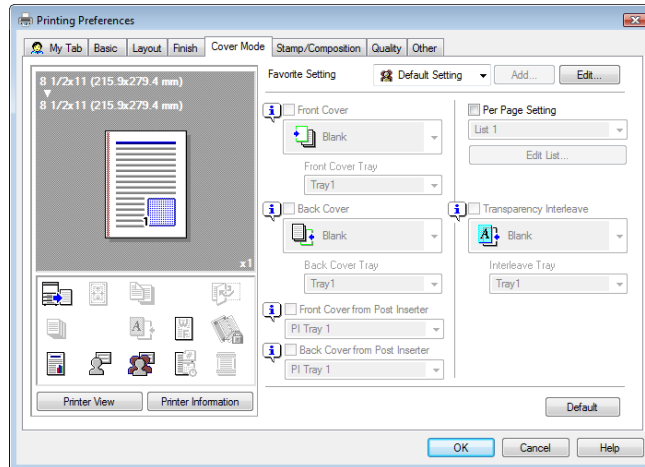 Printing Preferences
My Tab Basic Layout Finish Cover Mode Stamp/Composition Quality Other
8 1/2x11 (215.9x279.4 mm)
8 1/2x11 (215.9x279.4 mm)
1
x1
Printer View Printer Information
Favorite Setting Default Setting Add... Edit...
Front Cover
Blank
Front Cover Tray
Tray1
Back Cover
Blank
Back Cover Tray
Tray1
Front Cover from Post Inserter
PI Tray 1
Back Cover from Post Inserter
PI Tray 1
Per Page Setting
List 1
Edit List...
Transparency Interleave
Blank
Interleave Tray
Tray1
Default
OK Cancel Help